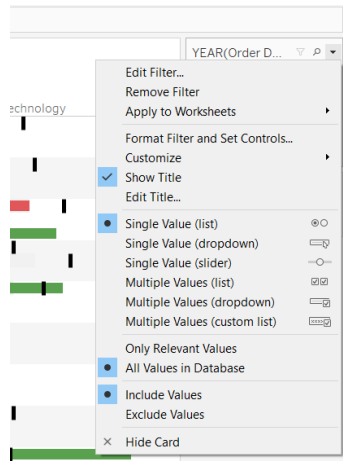 YEAR(Order D...
Edit Filter...
Remove Filter
Apply to Worksheets
echnology
Format Filter and Set Controls...
Customize
Show Title
Edit Title...
Single Value (list)
Single Value (dropdown)
Single Value (slider)
Multiple Values (list)
Multiple Values (dropdown)
Multiple Values (custom list)
Only Relevant Values
All Values in Database
Include Values
Exclude Values
Hide Card